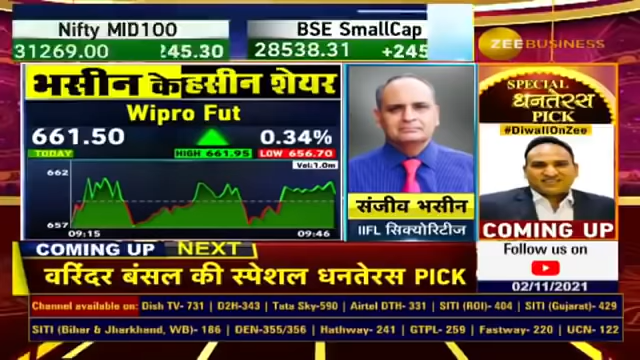 Nifty MID100
BSE SmallCap
31269.00
245.30
28538.31
+245
ZEE BUSINESS
भसीन के हसीन शेयर
Wipro Fut
661.50
0.34%
TODAY
HIGH 661.95
LOW 656.70
Vol:1.0m
662
657
09:15
09:46
संजीव भसीन
IIFL सिक्योरिटीज
SPECIAL
धनतेरस
PICK
#DiwaliOnZee
COMING UP
Follow us on
02/11/2021
COMING UP NEXT
वरिंदर बंसल की स्पेशल धनतेरस PICK
Channel available on: Dish TV- 731 | D2H-343 | Tata Sky-590 | Airtel DTH- 331 | SITI (ROI)- 404 | SITI (Gujarat)- 429
SITI (Bihar & Jharkhand, WB)- 186 | DEN-355/356 | Hathway- 241 | GTPL- 259 | Fastway- 220 | UCN- 122